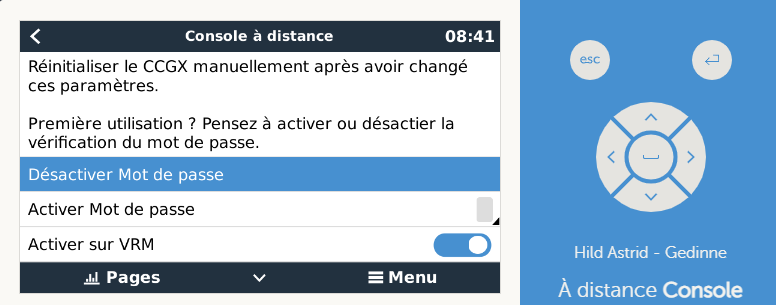 Console à distance 08:41
Réinitialiser le CCGX manuellement après avoir changé
ces paramètres.
Première utilisation ? Pensez à activer ou désactier la
vérification du mot de passe.
Désactiver Mot de passe
Activer Mot de passe
Activer sur VRM
Pages Menu
esc
Hild Astrid - Gedinne
À distance Console